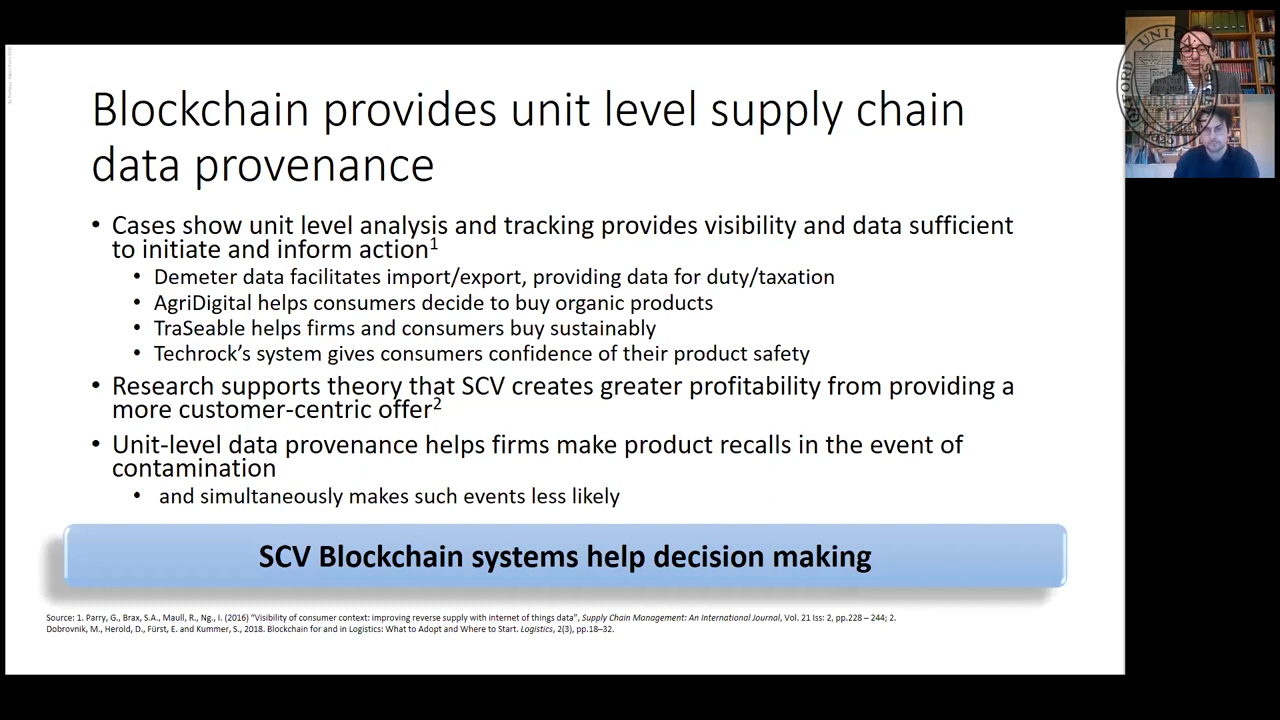 Blockchain provides unit level supply chain
data provenance
• Cases show unit level analysis and tracking provides visibility and data sufficient
to initiate and inform action1
• Demeter data facilitates import/export, providing data for duty/taxation
• AgriDigital helps consumers decide to buy organic products
• TraSeable helps firms and consumers buy sustainably
• Techrock's system gives consumers confidence of their product safety
• Research supports theory that SCV creates greater profitability from providing a
more customer-centric offer2
• Unit-level data provenance helps firms make product recalls in the event of
contamination
• and simultaneously makes such events less likely
SCV Blockchain systems help decision making
Source: 1. Parry, G., Brax, S.A., Maull, R., Ng., I. (2016) “Visibility of consumer context: improving reverse supply with internet of things data”, Supply Chain Management: An International Journal, Vol. 21 Iss: 2, pp.228 – 244; 2.
Dobrovnik, M., Herold, D., Fürst, E. and Kummer, S., 2018. Blockchain for and in Logistics: What to Adopt and Where to Start. Logistics, 2(3), pp.18–32.
OXFORD